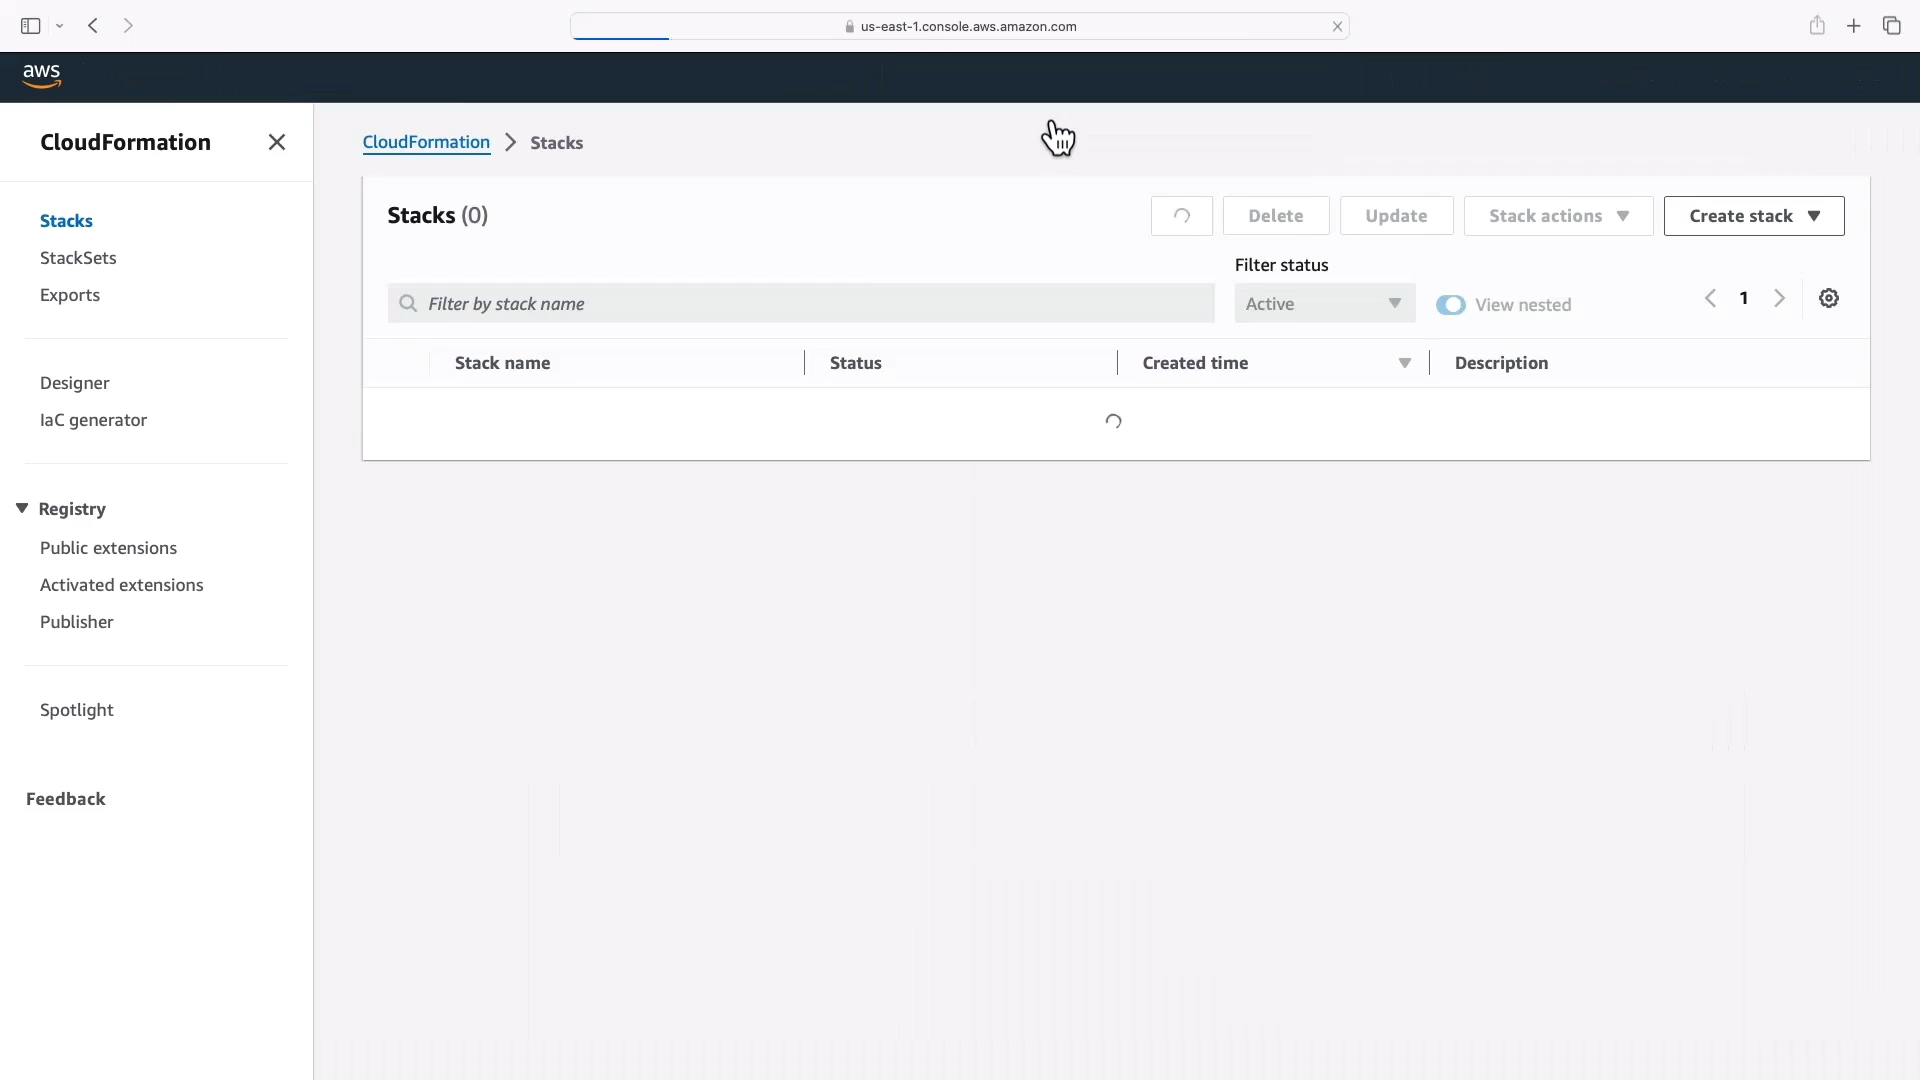 us-east-1.console.aws.amazon.com
aws
CloudFormation
Stacks
StackSets
Exports
Designer
IaC generator
Registry
Public extensions
Activated extensions
Publisher
Spotlight
Feedback
CloudFormation Stacks
Stacks (0)
Delete
Update
Stack actions
Create stack
Filter status
Filter by stack name
Active
View nested
1
Stack name
Status
Created time
Description